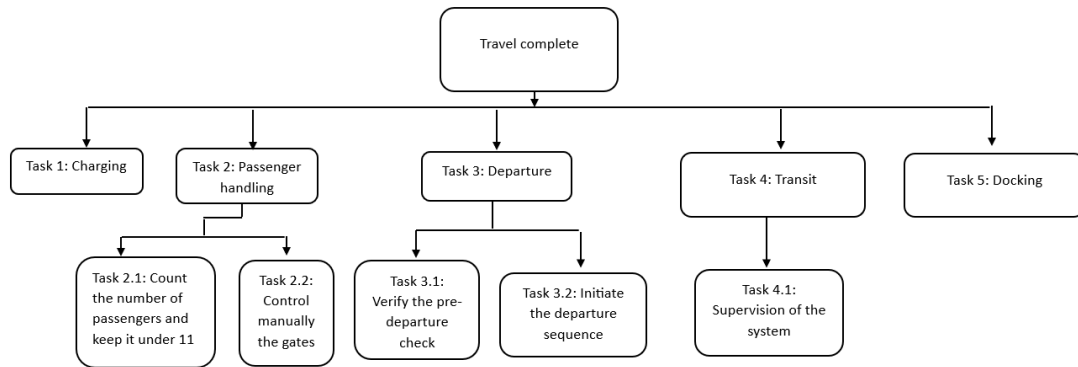 Travel complete
Task 1: Charging
Task 2: Passenger
handling
Task 3: Departure
Task 4: Transit
Task 5: Docking
Task 2.1: Count
the number of
passengers and
keep it under 11
Task 2.2:
Control
manually
the gates
Task 3.1:
Verify the pre-
departure
check
Task 3.2: Initiate
the departure
sequence
Task 4.1:
Supervision of the
system